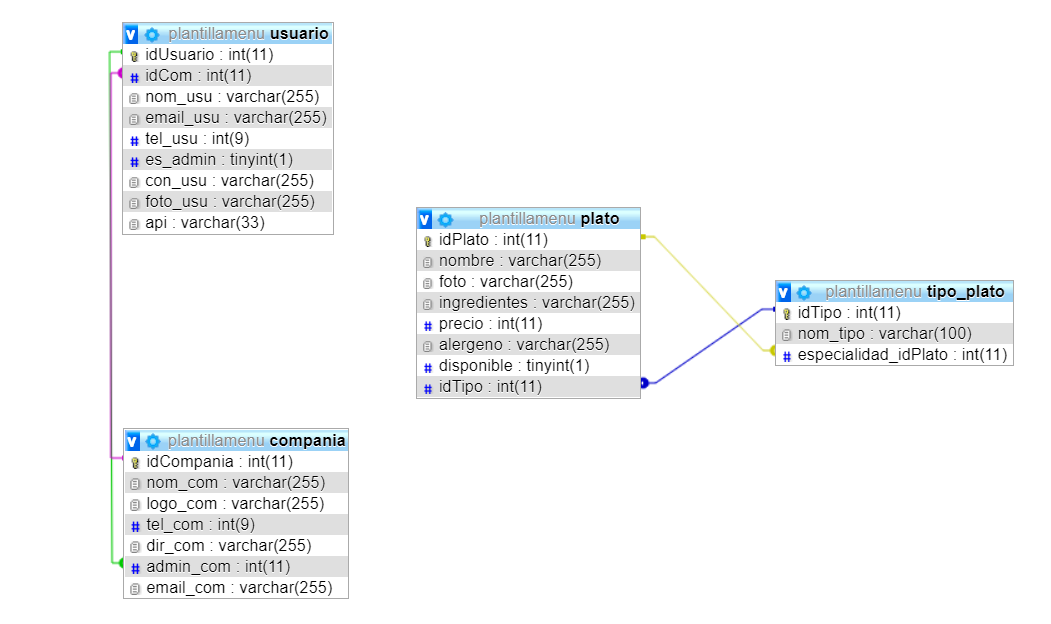 plantillamenu usuario
idUsuario : int(11)
idCom : int(11)
nom_usu : varchar(255)
email_usu : varchar(255)
tel_usu : int(9)
es_admin : tinyint(1)
con_usu : varchar(255)
foto_usu : varchar(255)
api : varchar(33)
plantillamenu plato
idPlato : int(11)
nombre : varchar(255)
foto : varchar(255)
ingredientes : varchar(255)
precio : int(11)
alergeno : varchar(255)
disponible : tinyint(1)
idTipo : int(11)
plantillamenu tipo_plato
idTipo : int(11)
nom_tipo : varchar(100)
especialidad_idPlato : int(11)
plantillamenu compania
idCompania : int(11)
nom_com : varchar(255)
logo_com : varchar(255)
tel_com : int(9)
dir_com : varchar(255)
admin_com : int(11)
email_com : varchar(255)